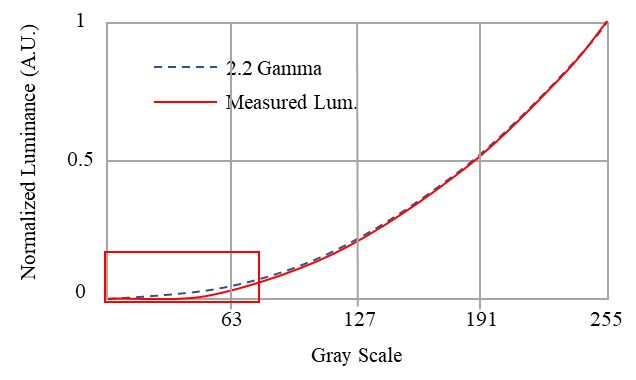 Normalized Luminance (A.U.)
1
0.5
0
2.2 Gamma
Measured Lum.
63
127
191
255
Gray Scale